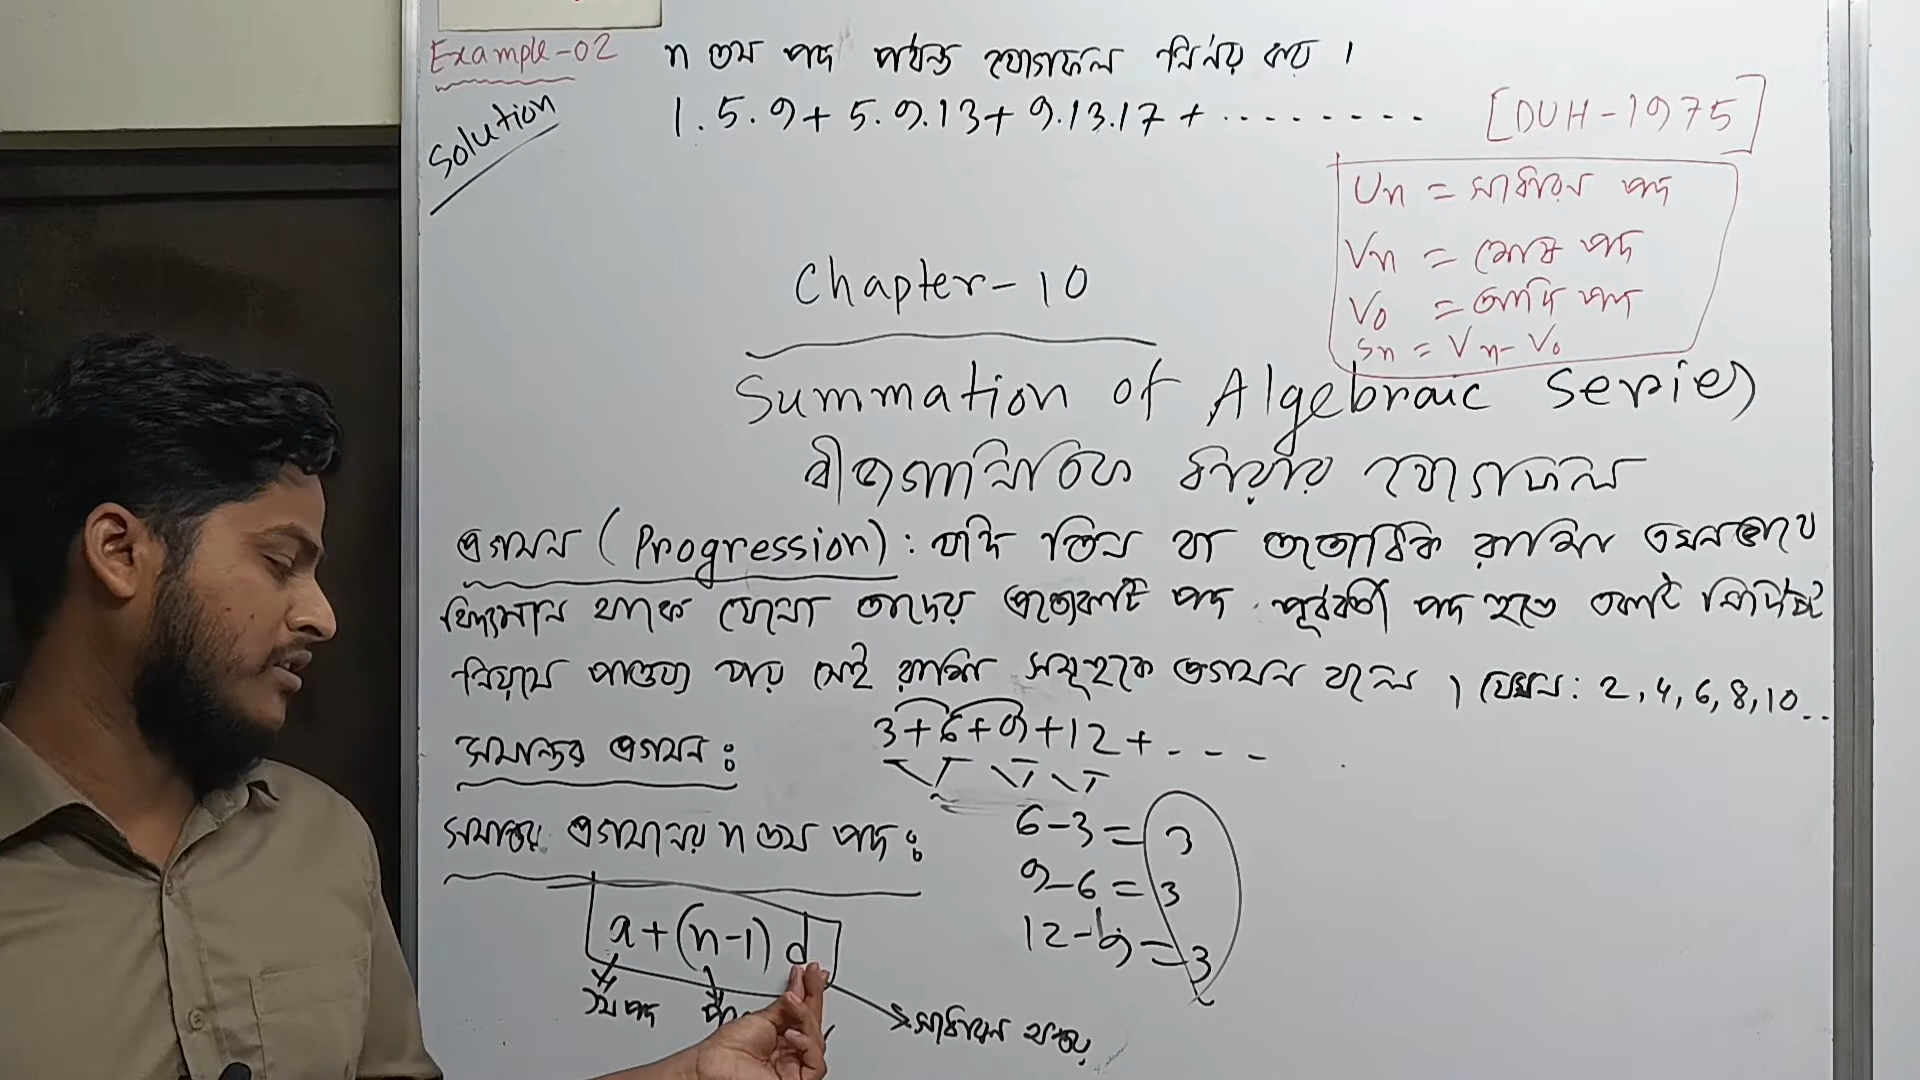 Example-02 n তম পদ পর্যন্ত যোগফল নির্ণয় কর ।
Solution
1.5.9+5.9.13+9.13.17+ ........ [DUH-1975]
Un = সাধারন পদ
Vn = শেষ পদ
V0 = আদি পদ
Sn = Vn - V0
Chapter-10
Summation of Algebraic Series
বীজগানিতিক ধারার যোগফল
প্রগমন (Progression): যদি তিন বা ততোধিক রাশি এমনভাবে
বিদ্যমান থাকে যেনো তাদের প্রত্যেকটি পদ পূর্ববর্তী পদ হতে একটি নির্দিষ্ট
নিয়মে পাওয়া যায় সেই রাশি সমূহকে প্রগমন বলে । যেমন: 2, 4, 6, 8, 10 ..
সমান্তর প্রগমন : 3+6+9+12+ - - -
সমান্তর প্রগমনের n তম পদ :
6-3 = 3
9-6 = 3
12-9 = 3
a+(n-1)d
১ম পদ
সাধারন অন্তর